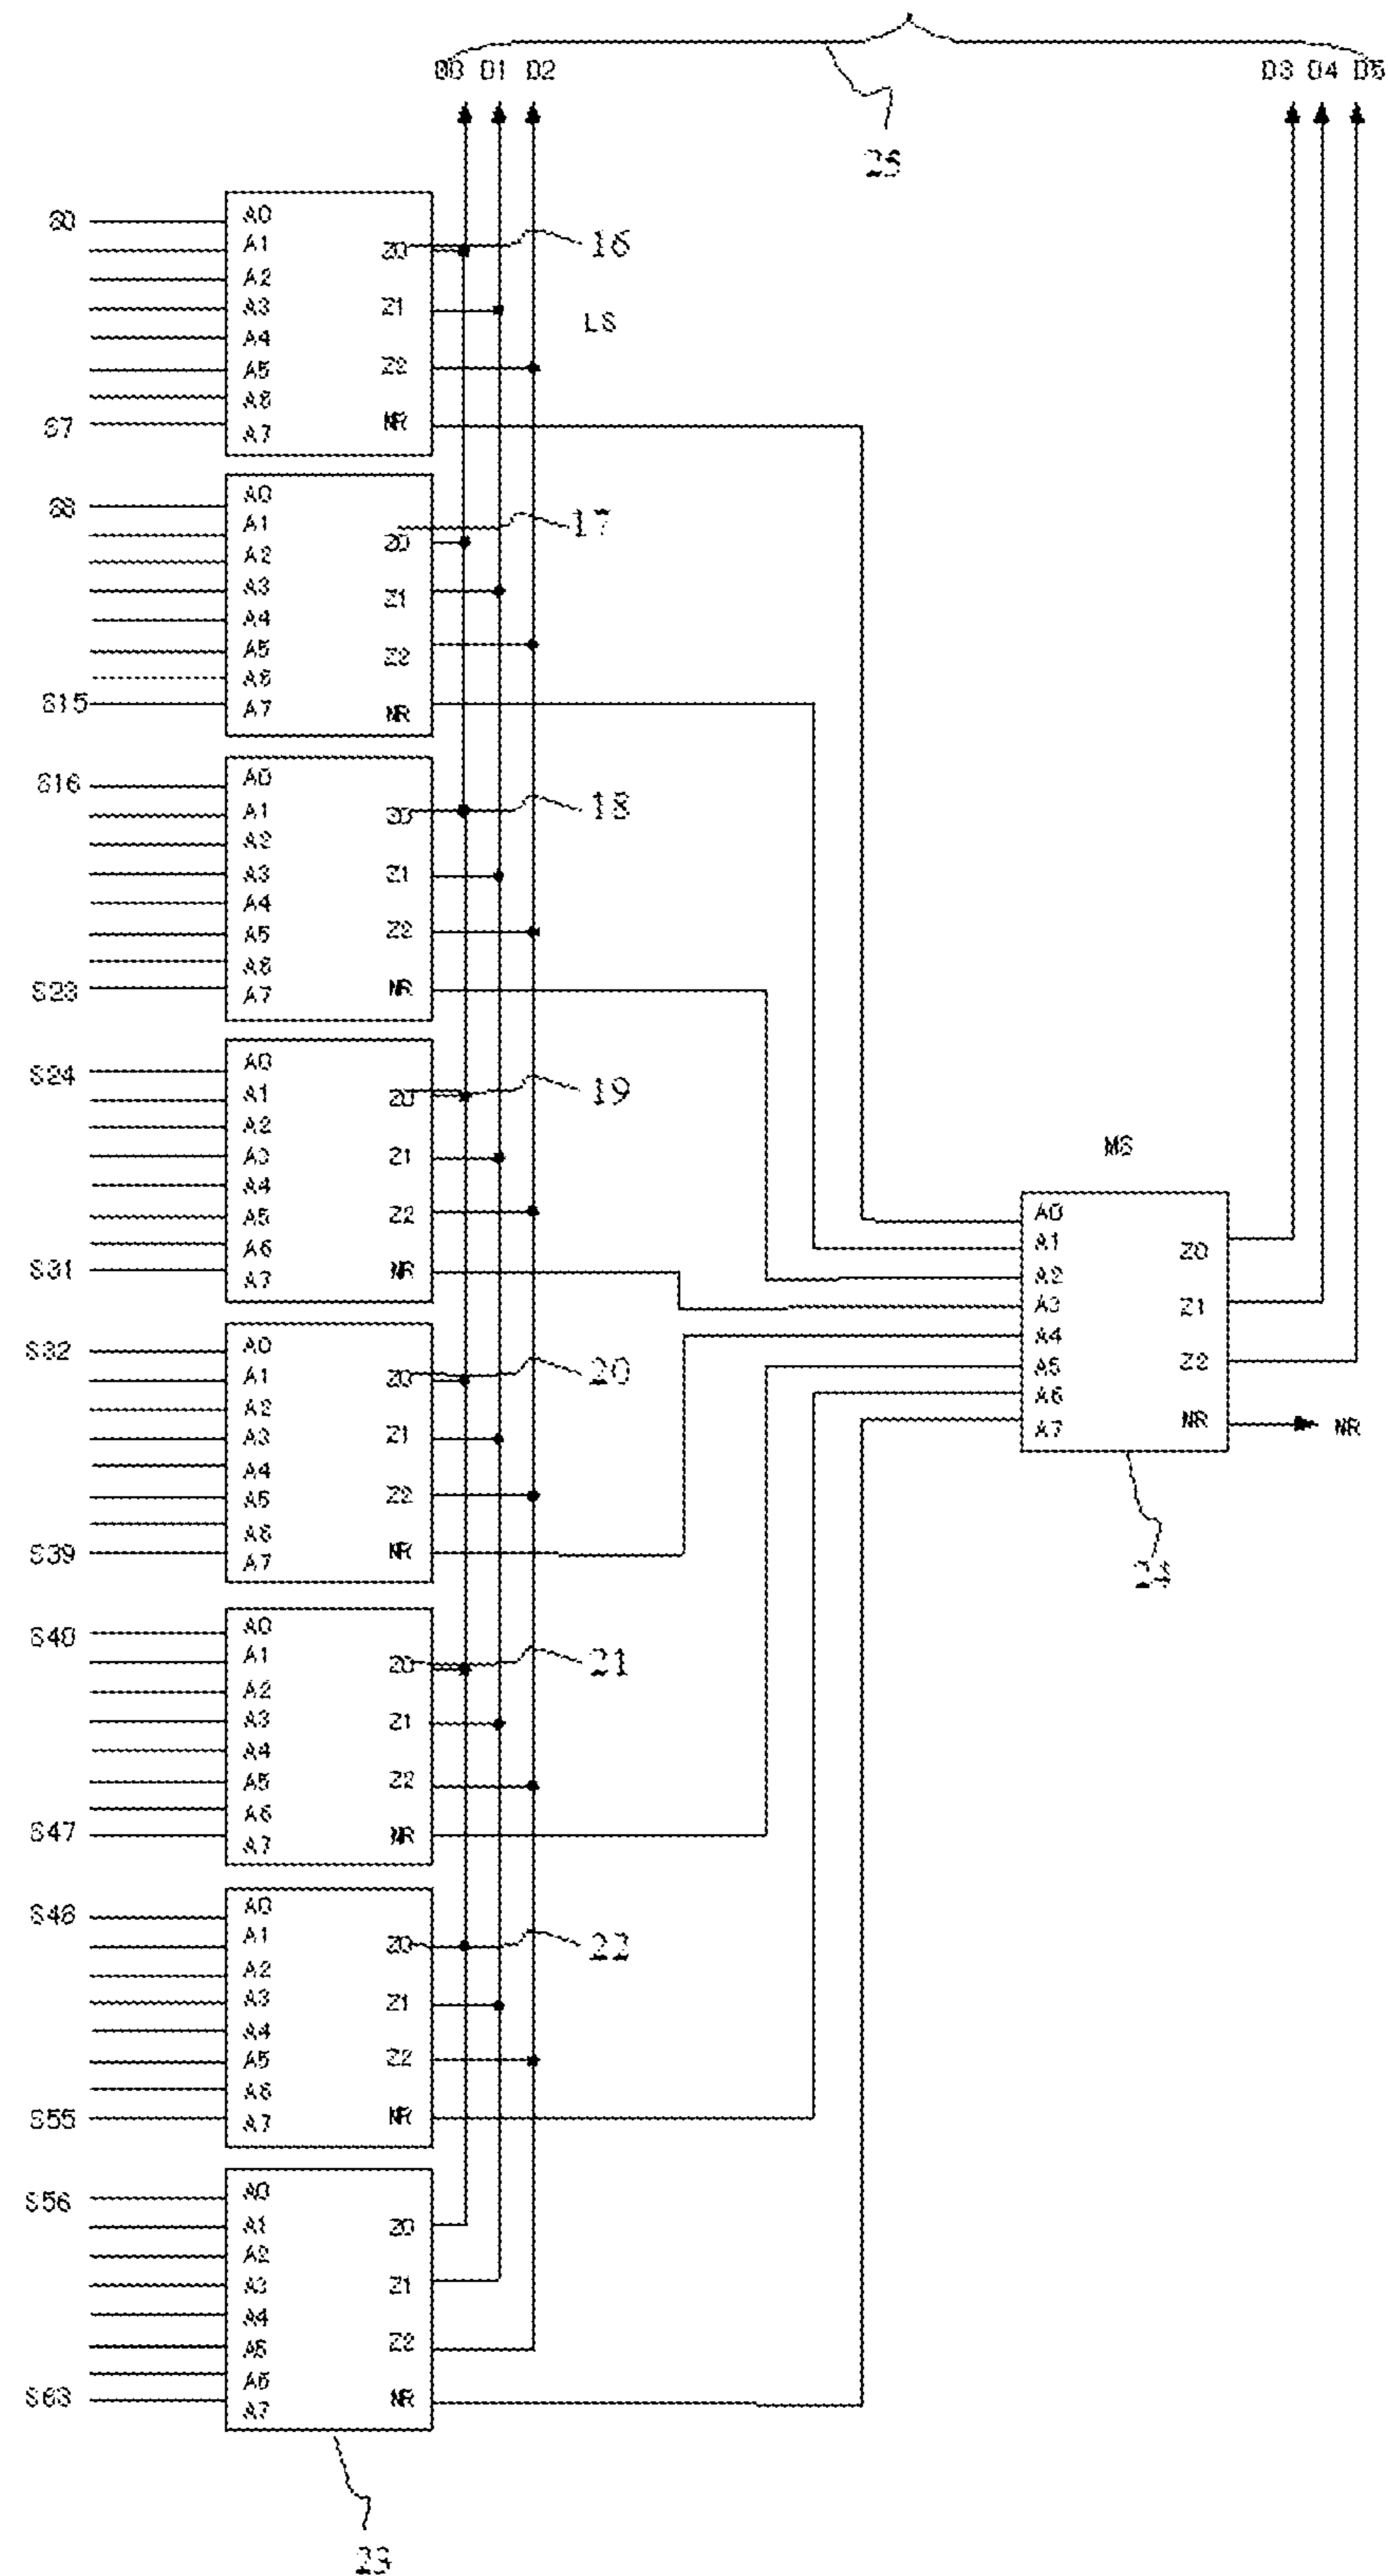 D0 D1 D2 D3 D4 D5
25
S0 A0
A1 Z0 16
A2
A3 Z1 LS
A4
A5 Z2
A6
S7 A7 NR
S8 A0
A1 Z0 17
A2
A3 Z1
A4
A5 Z2
A6
S15 A7 NR
S16 A0
A1 Z0 18
A2
A3 Z1
A4
A5 Z2
A6
S23 A7 NR
S24 A0
A1 Z0 19
A2
A3 Z1
A4
A5 Z2
A6
S31 A7 NR
MS
A0
A1 Z0
A2
A3 Z1
A4
A5 Z2
A6
A7 NR NR
24
S32 A0
A1 Z0 20
A2
A3 Z1
A4
A5 Z2
A6
S39 A7 NR
S40 A0
A1 Z0 21
A2
A3 Z1
A4
A5 Z2
A6
S47 A7 NR
S48 A0
A1 Z0 22
A2
A3 Z1
A4
A5 Z2
A6
S55 A7 NR
S56 A0
A1 Z0
A2
A3 Z1
A4
A5 Z2
A6
S63 A7 NR
23